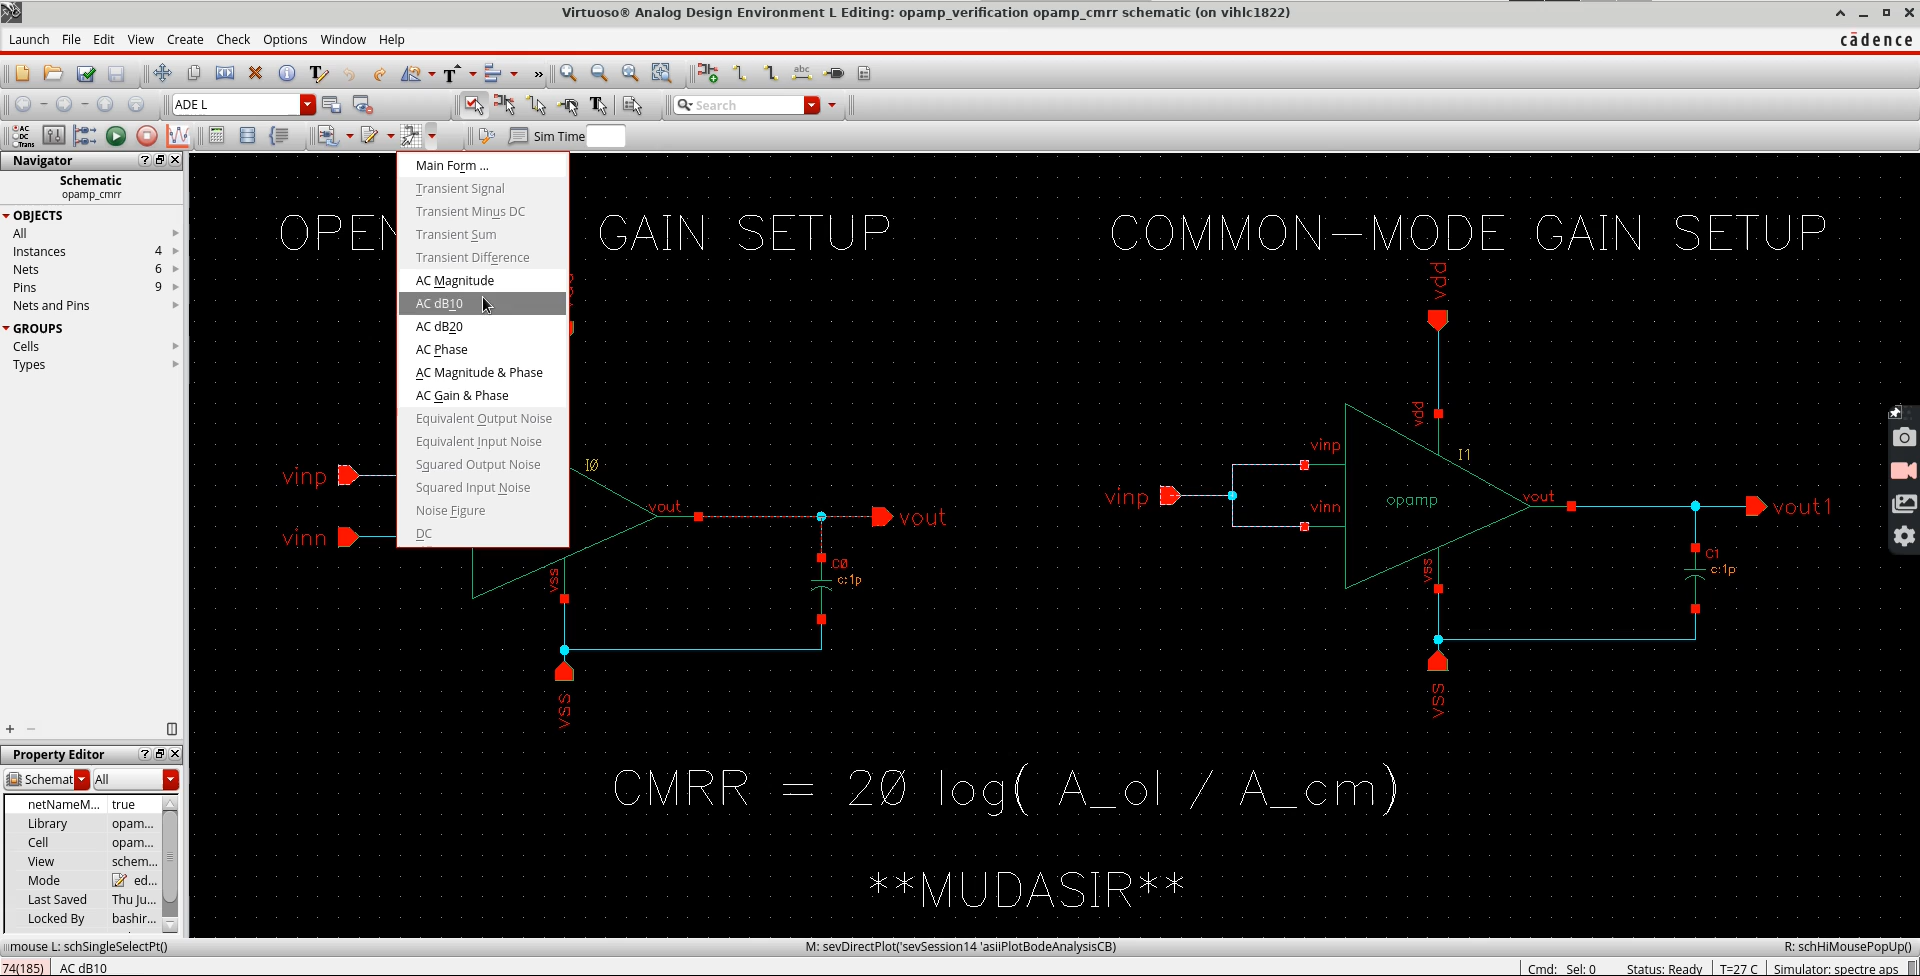 Virtuoso® Analog Design Environment L Editing: opamp_verification opamp_cmrr schematic (on vihlc1822)
Launch File Edit View Create Check Options Window Help
cādence
abc
ADE L
Search
AC
DC
Trans
Sim Time
Navigator
Schematic
opamp_cmrr
OBJECTS
All
Instances 4
Nets 6
Pins 9
Nets and Pins
GROUPS
Cells
Types
Main Form ...
Transient Signal
Transient Minus DC
Transient Sum
Transient Difference
AC Magnitude
AC dB10
AC dB20
AC Phase
AC Magnitude & Phase
AC Gain & Phase
Equivalent Output Noise
Equivalent Input Noise
Squared Output Noise
Squared Input Noise
Noise Figure
DC
OPEN GAIN SETUP
vinp
vinn
I0
vout
vout
C0
c:1p
vss
vss
COMMON-MODE GAIN SETUP
vdd
vdd
vinp
I1
vinp
vinn
opamp
vout
vout1
C1
c:1p
vss
vss
CMRR = 20 log( A_ol / A_cm)
**MUDASIR**
Property Editor
Schemat All
netNameM... true
Library opam...
Cell opam...
View schem...
Mode ed...
Last Saved Thu Ju...
Locked By bashir...
mouse L: schSingleSelectPt() M: sevDirectPlot('sevSession14 'asiiPlotBodeAnalysisCB) R: schHiMousePopUp()
74(185) AC dB10 Cmd: Sel: 0 Status: Ready T=27 C Simulator: spectre aps